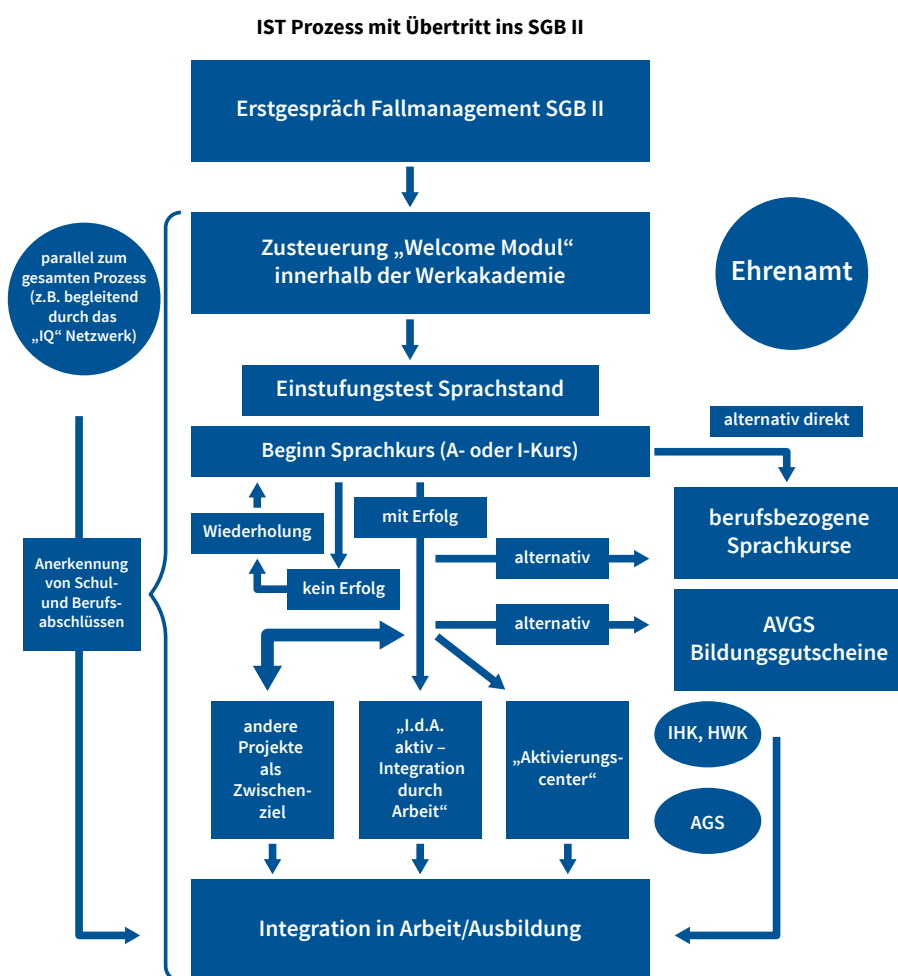 IST Prozess mit Übertritt ins SGB II
Erstgespräch Fallmanagement SGB II
parallel zum
gesamten Prozess
(z.B. begleitend
durch das
„IQ“ Netzwerk)
Zusteuerung „Welcome Modul“
innerhalb der Werkakademie
Ehrenamt
Einstufungstest Sprachstand
alternativ direkt
Beginn Sprachkurs (A- oder I-Kurs)
Wiederholung
mit Erfolg
kein Erfolg
alternativ
berufsbezogene
Sprachkurse
Anerkennung
von Schul-
und Berufs-
abschlüssen
alternativ
AVGS
Bildungsgutscheine
andere
Projekte
als
Zwischen-
ziel
„I.d.A.
aktiv –
Integration
durch
Arbeit“
„Aktivierungs-
center“
IHK, HWK
AGS
Integration in Arbeit/Ausbildung